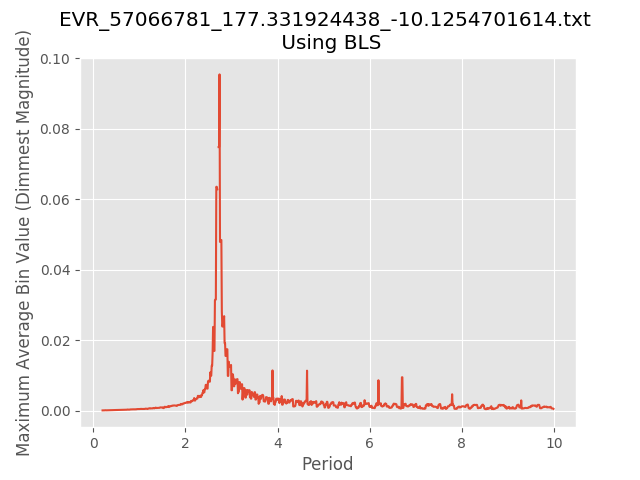 EVR_57066781_177.331924438_-10.1254701614.txt
Using BLS
Maximum Average Bin Value (Dimmest Magnitude)
0.10
0.08
0.06
0.04
0.02
0.00
0 2 4 6 8 10
Period